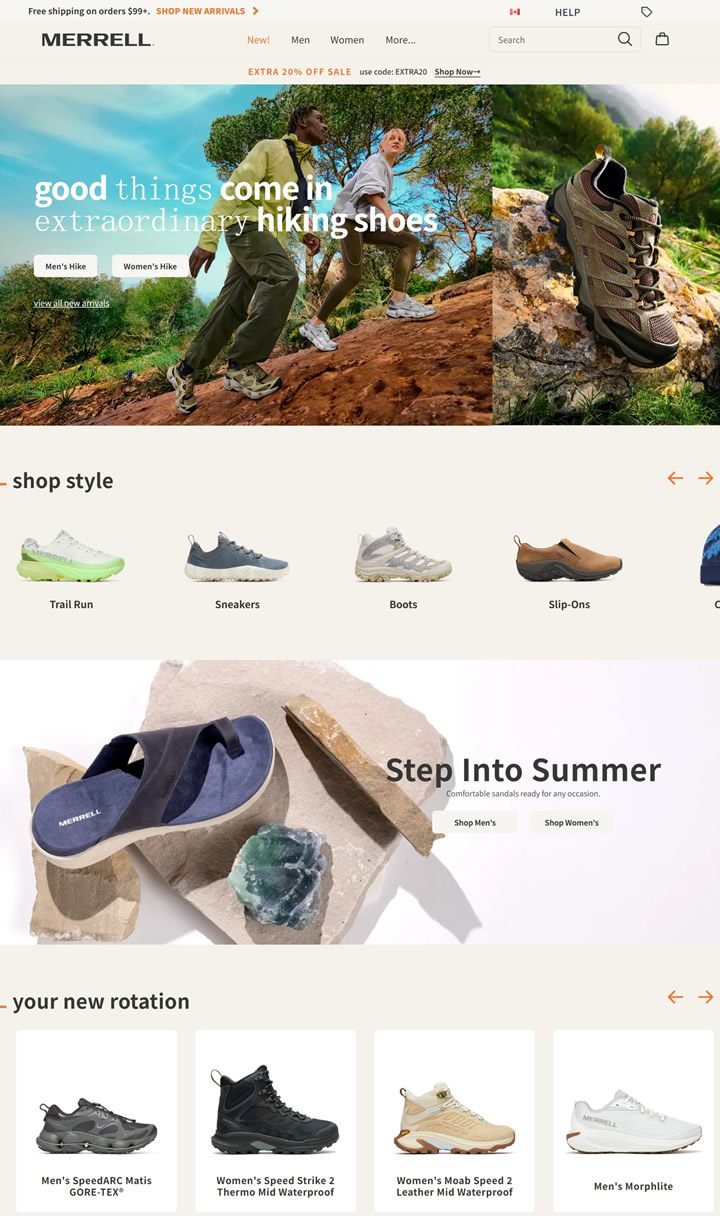 Free shipping on orders $99+. SHOP NEW ARRIVALS
HELP
MERRELL
New! Men Women More... Search
EXTRA 20% OFF SALE use code: EXTRA20 Shop Now→
good things come in
extraordinary hiking shoes
Men's Hike Women's Hike
view all new arrivals
shop style
MERRELL
Trail Run Sneakers Boots Slip-Ons C
MERRELL
Step Into Summer
Comfortable sandals ready for any occasion.
Shop Men's Shop Women's
your new rotation
MERRELL
Men's SpeedARC Matis
GORE-TEX®
Women's Speed Strike 2
Thermo Mid Waterproof
Women's Moab Speed 2
Leather Mid Waterproof
Men's Morphlite